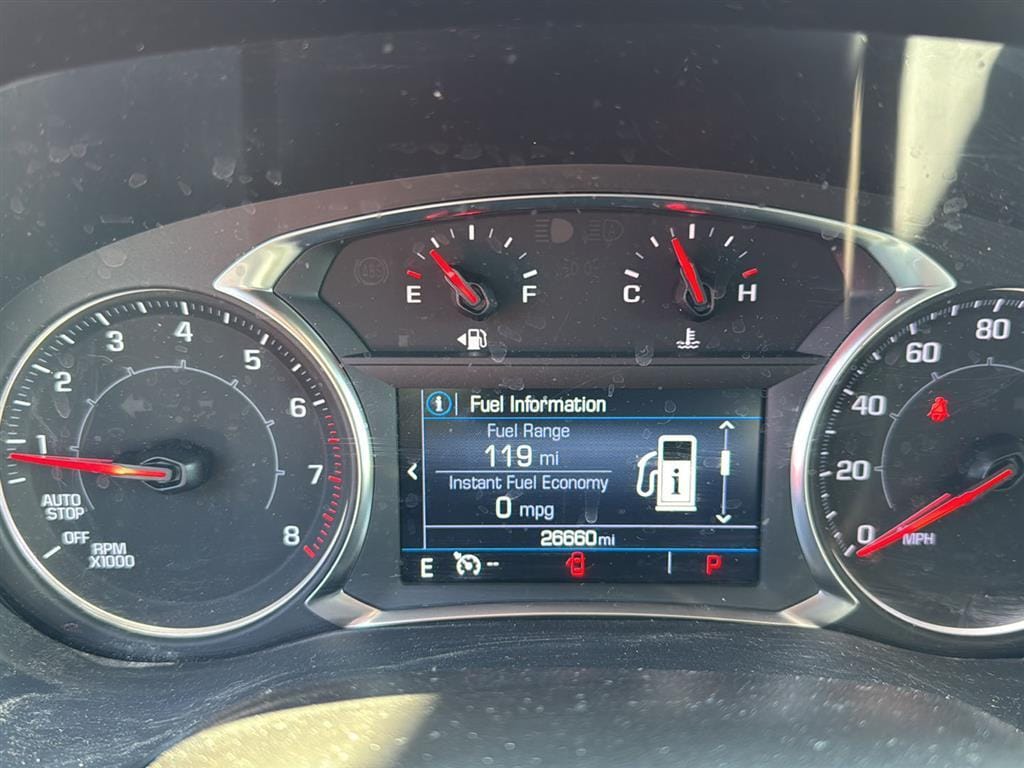 E F
C H
ABS
1
2
3
4
5
6
7
8
AUTO
STOP
OFF
RPM
X1000
Fuel Information
Fuel Range
119 mi
Instant Fuel Economy
0 mpg
26660 mi
E -- P
0
20
40
60
80
MPH